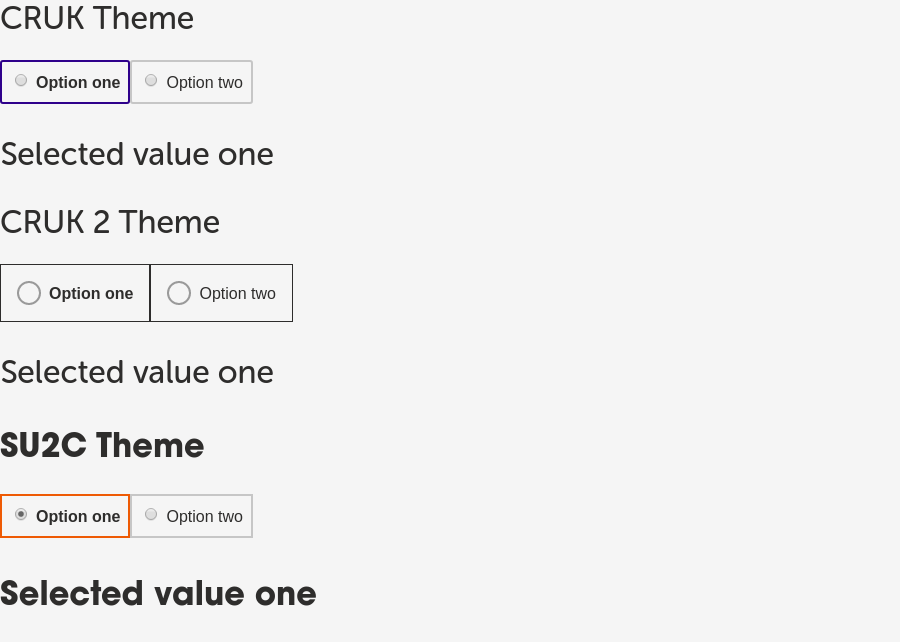 CRUK Theme
Option one Option two
Selected value one
CRUK 2 Theme
Option one Option two
Selected value one
SU2C Theme
Option one Option two
Selected value one